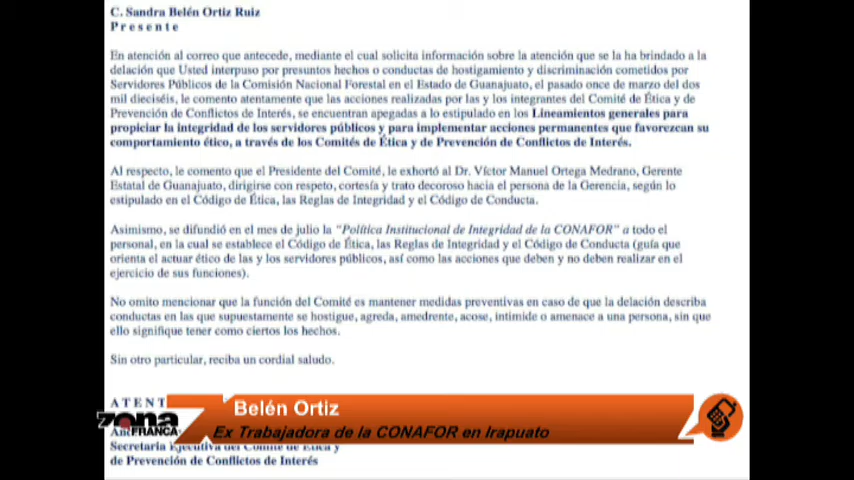 C. Sandra Belén Ortiz Ruiz
P r e s e n t e
En atención al correo que antecede, mediante el cual solicita información sobre la atención que se la ha brindado a la
delación que Usted interpuso por presuntos hechos o conductas de hostigamiento y discriminación cometidos por
Servidores Públicos de la Comisión Nacional Forestal en el Estado de Guanajuato, el pasado once de marzo del dos
mil dieciséis, le comento atentamente que las acciones realizadas por las y los integrantes del Comité de Ética y de
Prevención de Conflictos de Interés, se encuentran apegadas a lo estipulado en los Lineamientos generales para
propiciar la integridad de los servidores públicos y para implementar acciones permanentes que favorezcan su
comportamiento ético, a través de los Comités de Ética y de Prevención de Conflictos de Interés.
Al respecto, le comento que el Presidente del Comité, le exhortó al Dr. Víctor Manuel Ortega Medrano, Gerente
Estatal de Guanajuato, dirigirse con respeto, cortesía y trato decoroso hacia el persona de la Gerencia, según lo
estipulado en el Código de Ética, las Reglas de Integridad y el Código de Conducta.
Asimismo, se difundió en el mes de julio la "Política Institucional de Integridad de la CONAFOR" a todo el
personal, en la cual se establece el Código de Ética, las Reglas de Integridad y el Código de Conducta (guía que
orienta el actuar ético de las y los servidores públicos, así como las acciones que deben y no deben realizar en el
ejercicio de sus funciones).
No omito mencionar que la función del Comité es mantener medidas preventivas en caso de que la delación describa
conductas en las que supuestamente se hostigue, agreda, amedrente, acose, intimide o amenace a una persona, sin que
ello signifique tener como ciertos los hechos.
Sin otro particular, reciba un cordial saludo.
A T E N T
Belén Ortiz
zona
FRANCA
Ex Trabajadora de la CONAFOR en Irapuato
Secretaria Ejecutiva del Comité de Ética y
de Prevención de Conflictos de Interés